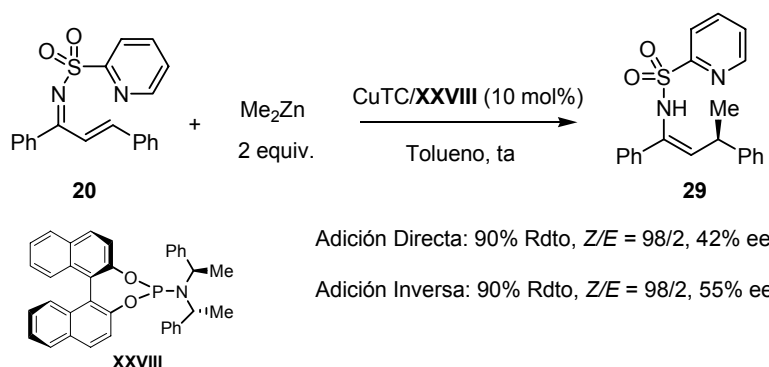 O
O
S
N
N
Ph
Ph
20
+
Me2Zn
2 equiv.
CuTC/XXVIII (10 mol%)
Tolueno, ta
O
O
S
NH
N
Me
Ph
Ph
29
O
O
P
N
Ph
Me
Me
Ph
XXVIII
Adición Directa: 90% Rdto, Z/E = 98/2, 42% ee
Adición Inversa: 90% Rdto, Z/E = 98/2, 55% ee